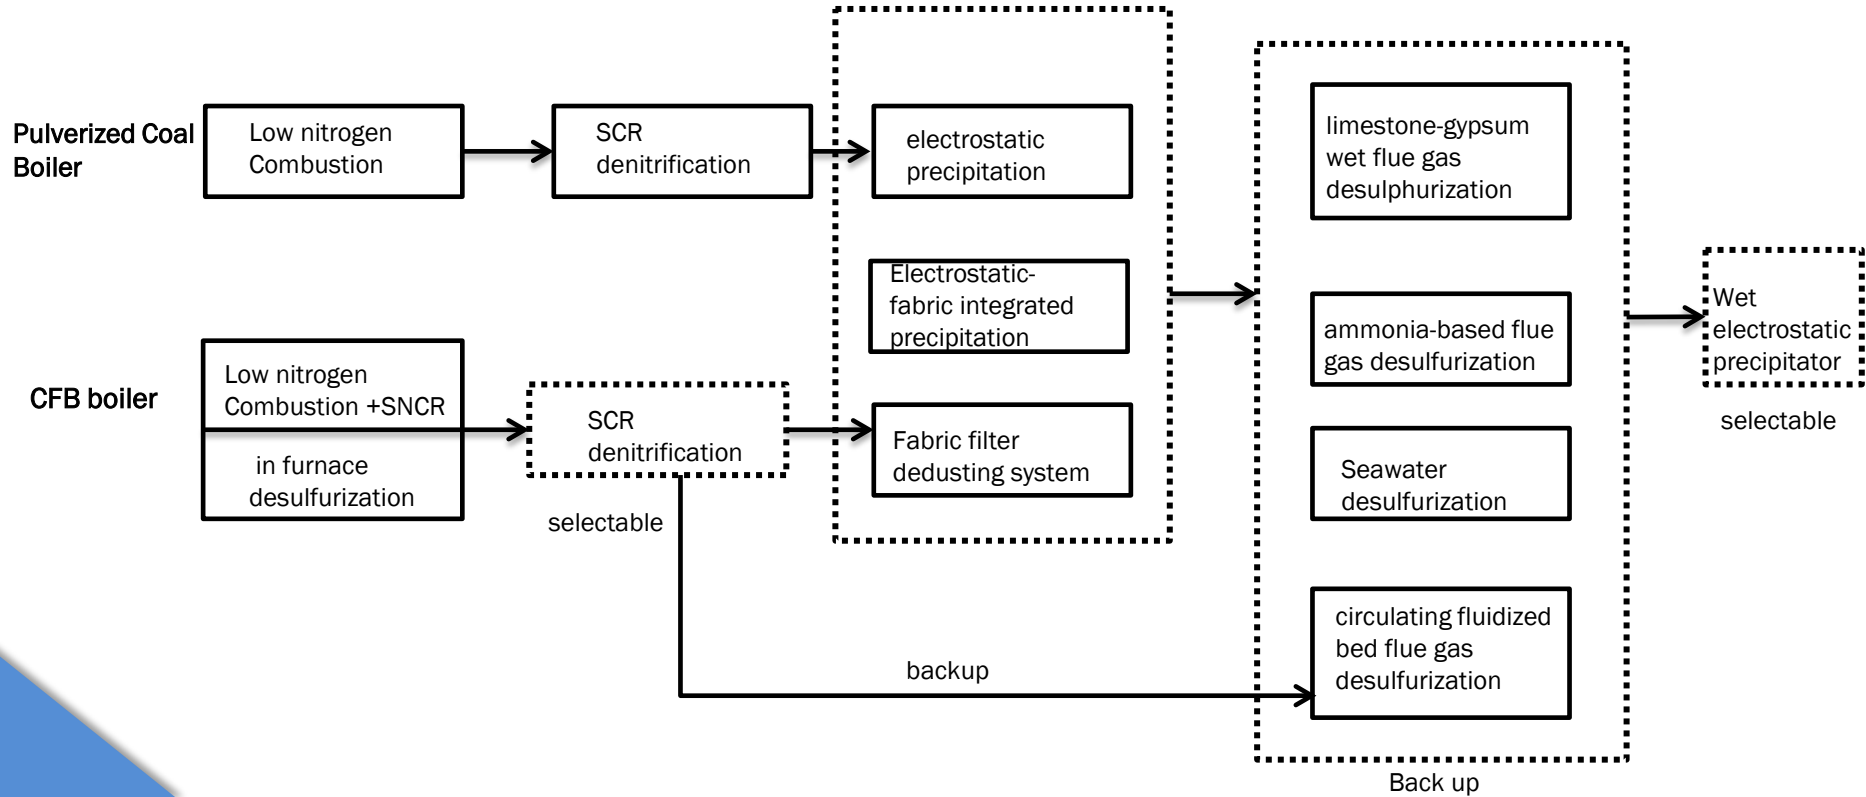 Pulverized Coal
Boiler
Low nitrogen
Combustion
SCR
denitrification
electrostatic
precipitation
Electrostatic-
fabric integrated
precipitation
CFB boiler
Low nitrogen
Combustion +SNCR
in furnace
desulfurization
SCR
denitrification
selectable
Fabric filter
dedusting system
backup
limestone-gypsum
wet flue gas
desulphurization
ammonia-based flue
gas desulfurization
Seawater
desulfurization
circulating fluidized
bed flue gas
desulfurization
Back up
Wet
electrostatic
precipitator
selectable